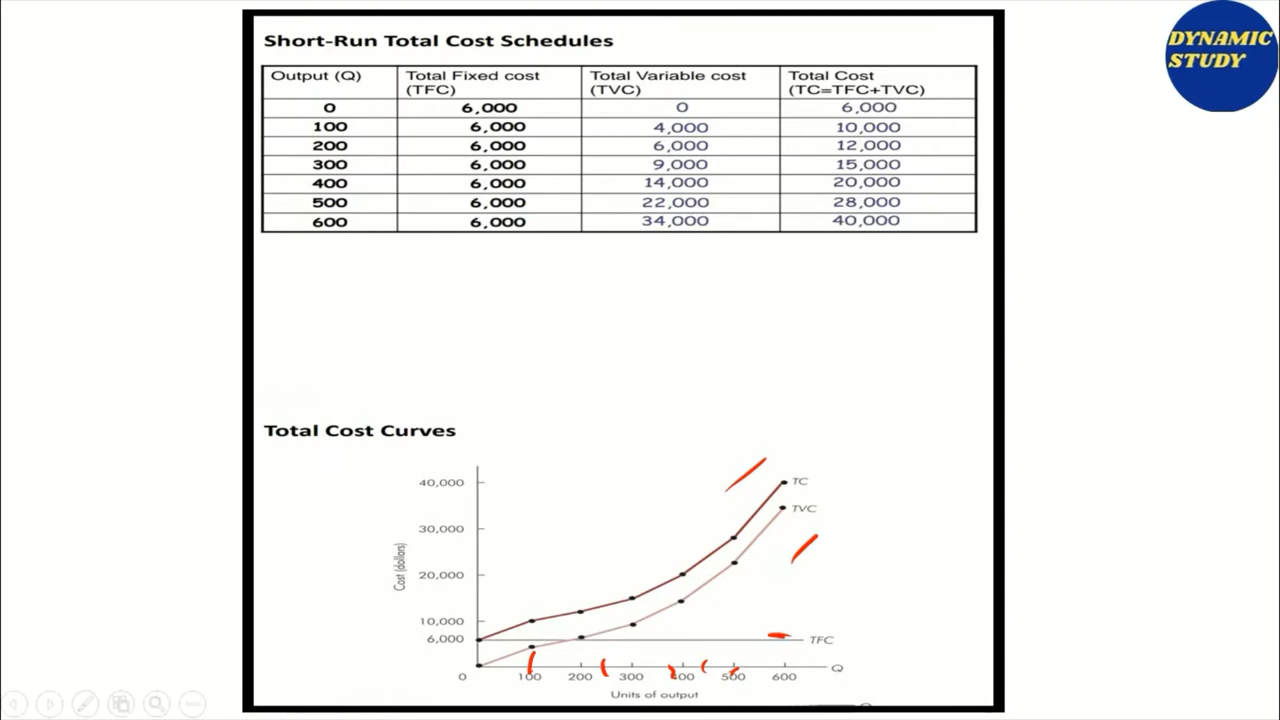 Short-Run Total Cost Schedules
DYNAMIC
STUDY
Output (Q) Total Fixed cost (TFC) Total Variable cost (TVC) Total Cost (TC=TFC+TVC)
0 6,000 0 6,000
100 6,000 4,000 10,000
200 6,000 6,000 12,000
300 6,000 9,000 15,000
400 6,000 14,000 20,000
500 6,000 22,000 28,000
600 6,000 34,000 40,000
Total Cost Curves
40,000
30,000
20,000
10,000
6,000
Cost (dollars)
TC
TVC
TFC
Q
0 100 200 300 400 500 600
Units of output